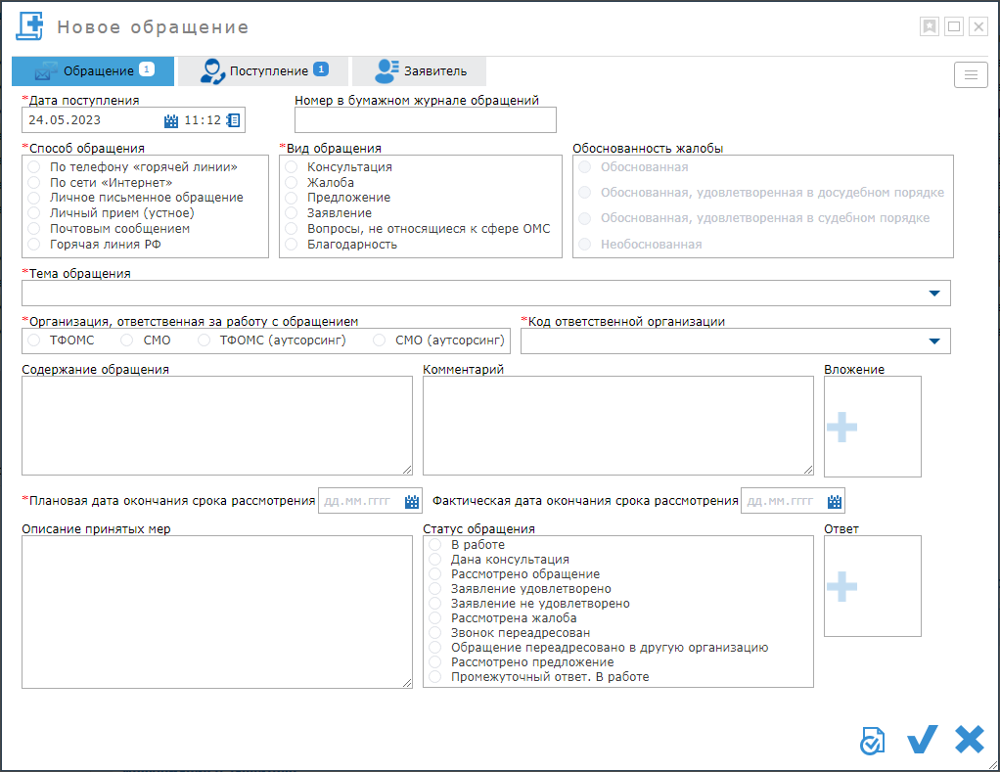 Новое обращение
Обращение 1
Поступление 1
Заявитель
*Дата поступления
Номер в бумажном журнале обращений
24.05.2023 11:12
*Способ обращения
По телефону «горячей линии»
По сети «Интернет»
Личное письменное обращение
Личный прием (устное)
Почтовым сообщением
Горячая линия РФ
*Вид обращения
Консультация
Жалоба
Предложение
Заявление
Вопросы, не относящиеся к сфере ОМС
Благодарность
Обоснованность жалобы
Обоснованная
Обоснованная, удовлетворенная в досудебном порядке
Обоснованная, удовлетворенная в судебном порядке
Необоснованная
*Тема обращения
*Организация, ответственная за работу с обращением
ТФОМС СМО ТФОМС (аутсорсинг) СМО (аутсорсинг)
*Код ответственной организации
Содержание обращения
Комментарий
Вложение
*Плановая дата окончания срока рассмотрения ДД.ММ.ГГГГ
Фактическая дата окончания срока рассмотрения ДД.ММ.ГГГГ
Описание принятых мер
Статус обращения
В работе
Дана консультация
Рассмотрено обращение
Заявление удовлетворено
Заявление не удовлетворено
Рассмотрена жалоба
Звонок переадресован
Обращение переадресовано в другую организацию
Рассмотрено предложение
Промежуточный ответ. В работе
Ответ